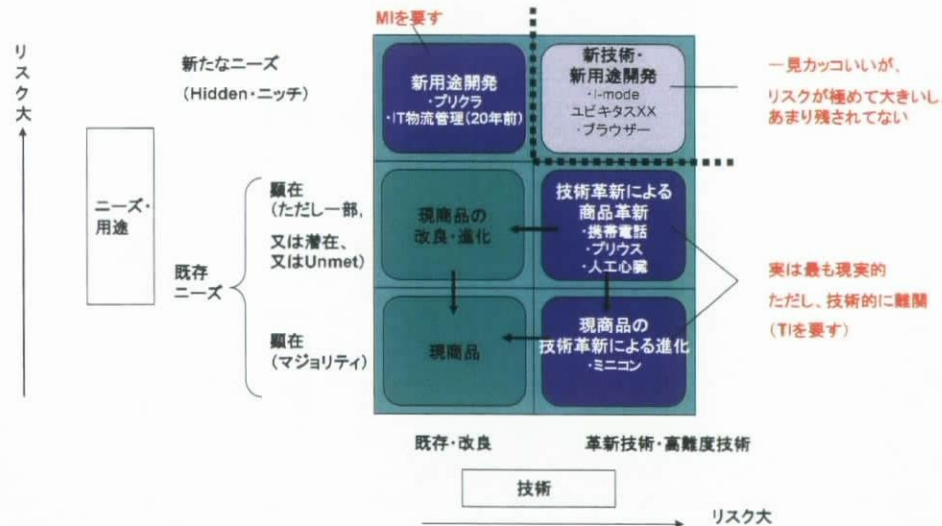 MIを要す
リスク大
新たなニーズ
(Hidden・ニッチ)
新用途開発
・プリクラ
・IT物流管理(20年前)
新技術・
新用途開発
・I-mode
ユビキタスXX
・ブラウザー
一見カッコいいが、
リスクが極めて大きいし
あまり残されてない
ニーズ・
用途
既存
ニーズ
顕在
(ただし一部,
又は潜在、
又はUnmet)
現商品の
改良・進化
技術革新による
商品革新
・携帯電話
・プリウス
・人工心臓
実は最も現実的
ただし、技術的に難関
(TIを要す)
顕在
(マジョリティ)
現商品
現商品の
技術革新による進化
・ミニコン
既存・改良
革新技術・高難度技術
技術
リスク大